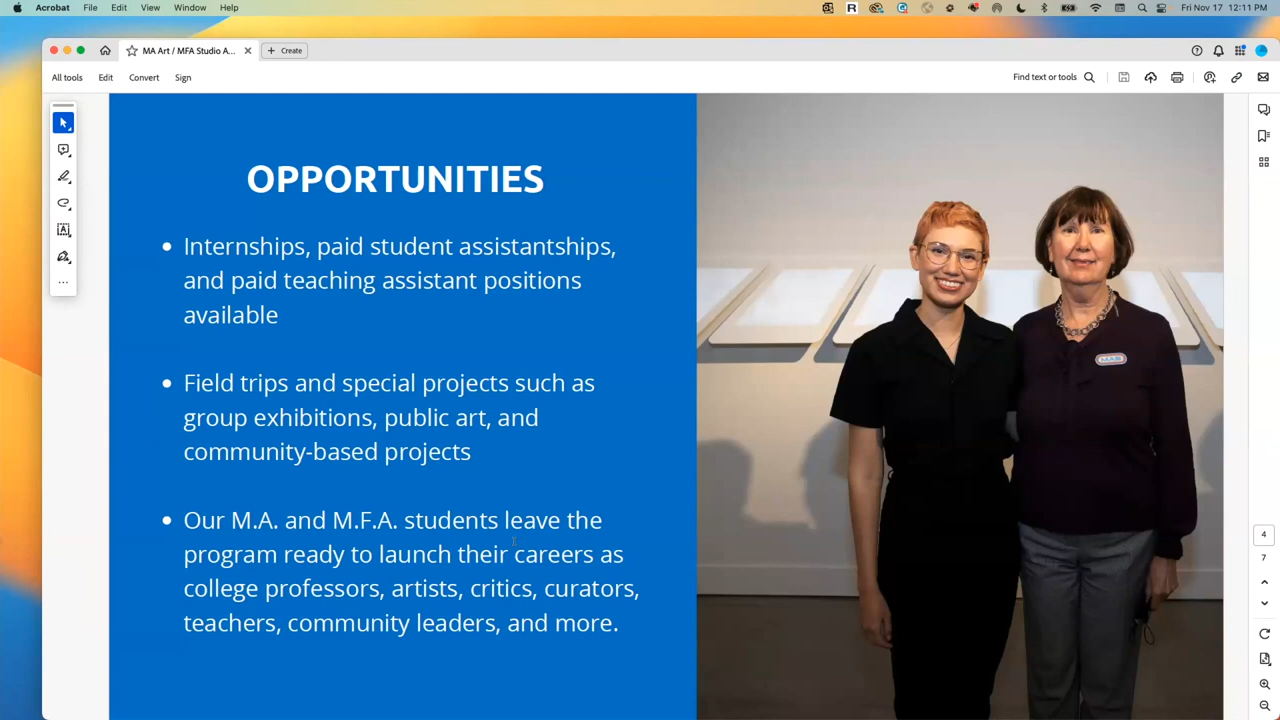 Acrobat File Edit View Window Help Fri Nov 17 12:11 PM
MA Art / MFA Studio A... Create
All tools Edit Convert Sign Find text or tools
OPPORTUNITIES
• Internships, paid student assistantships,
and paid teaching assistant positions
available
• Field trips and special projects such as
group exhibitions, public art, and
community-based projects
• Our M.A. and M.F.A. students leave the
program ready to launch their careers as
college professors, artists, critics, curators,
teachers, community leaders, and more.
4
7